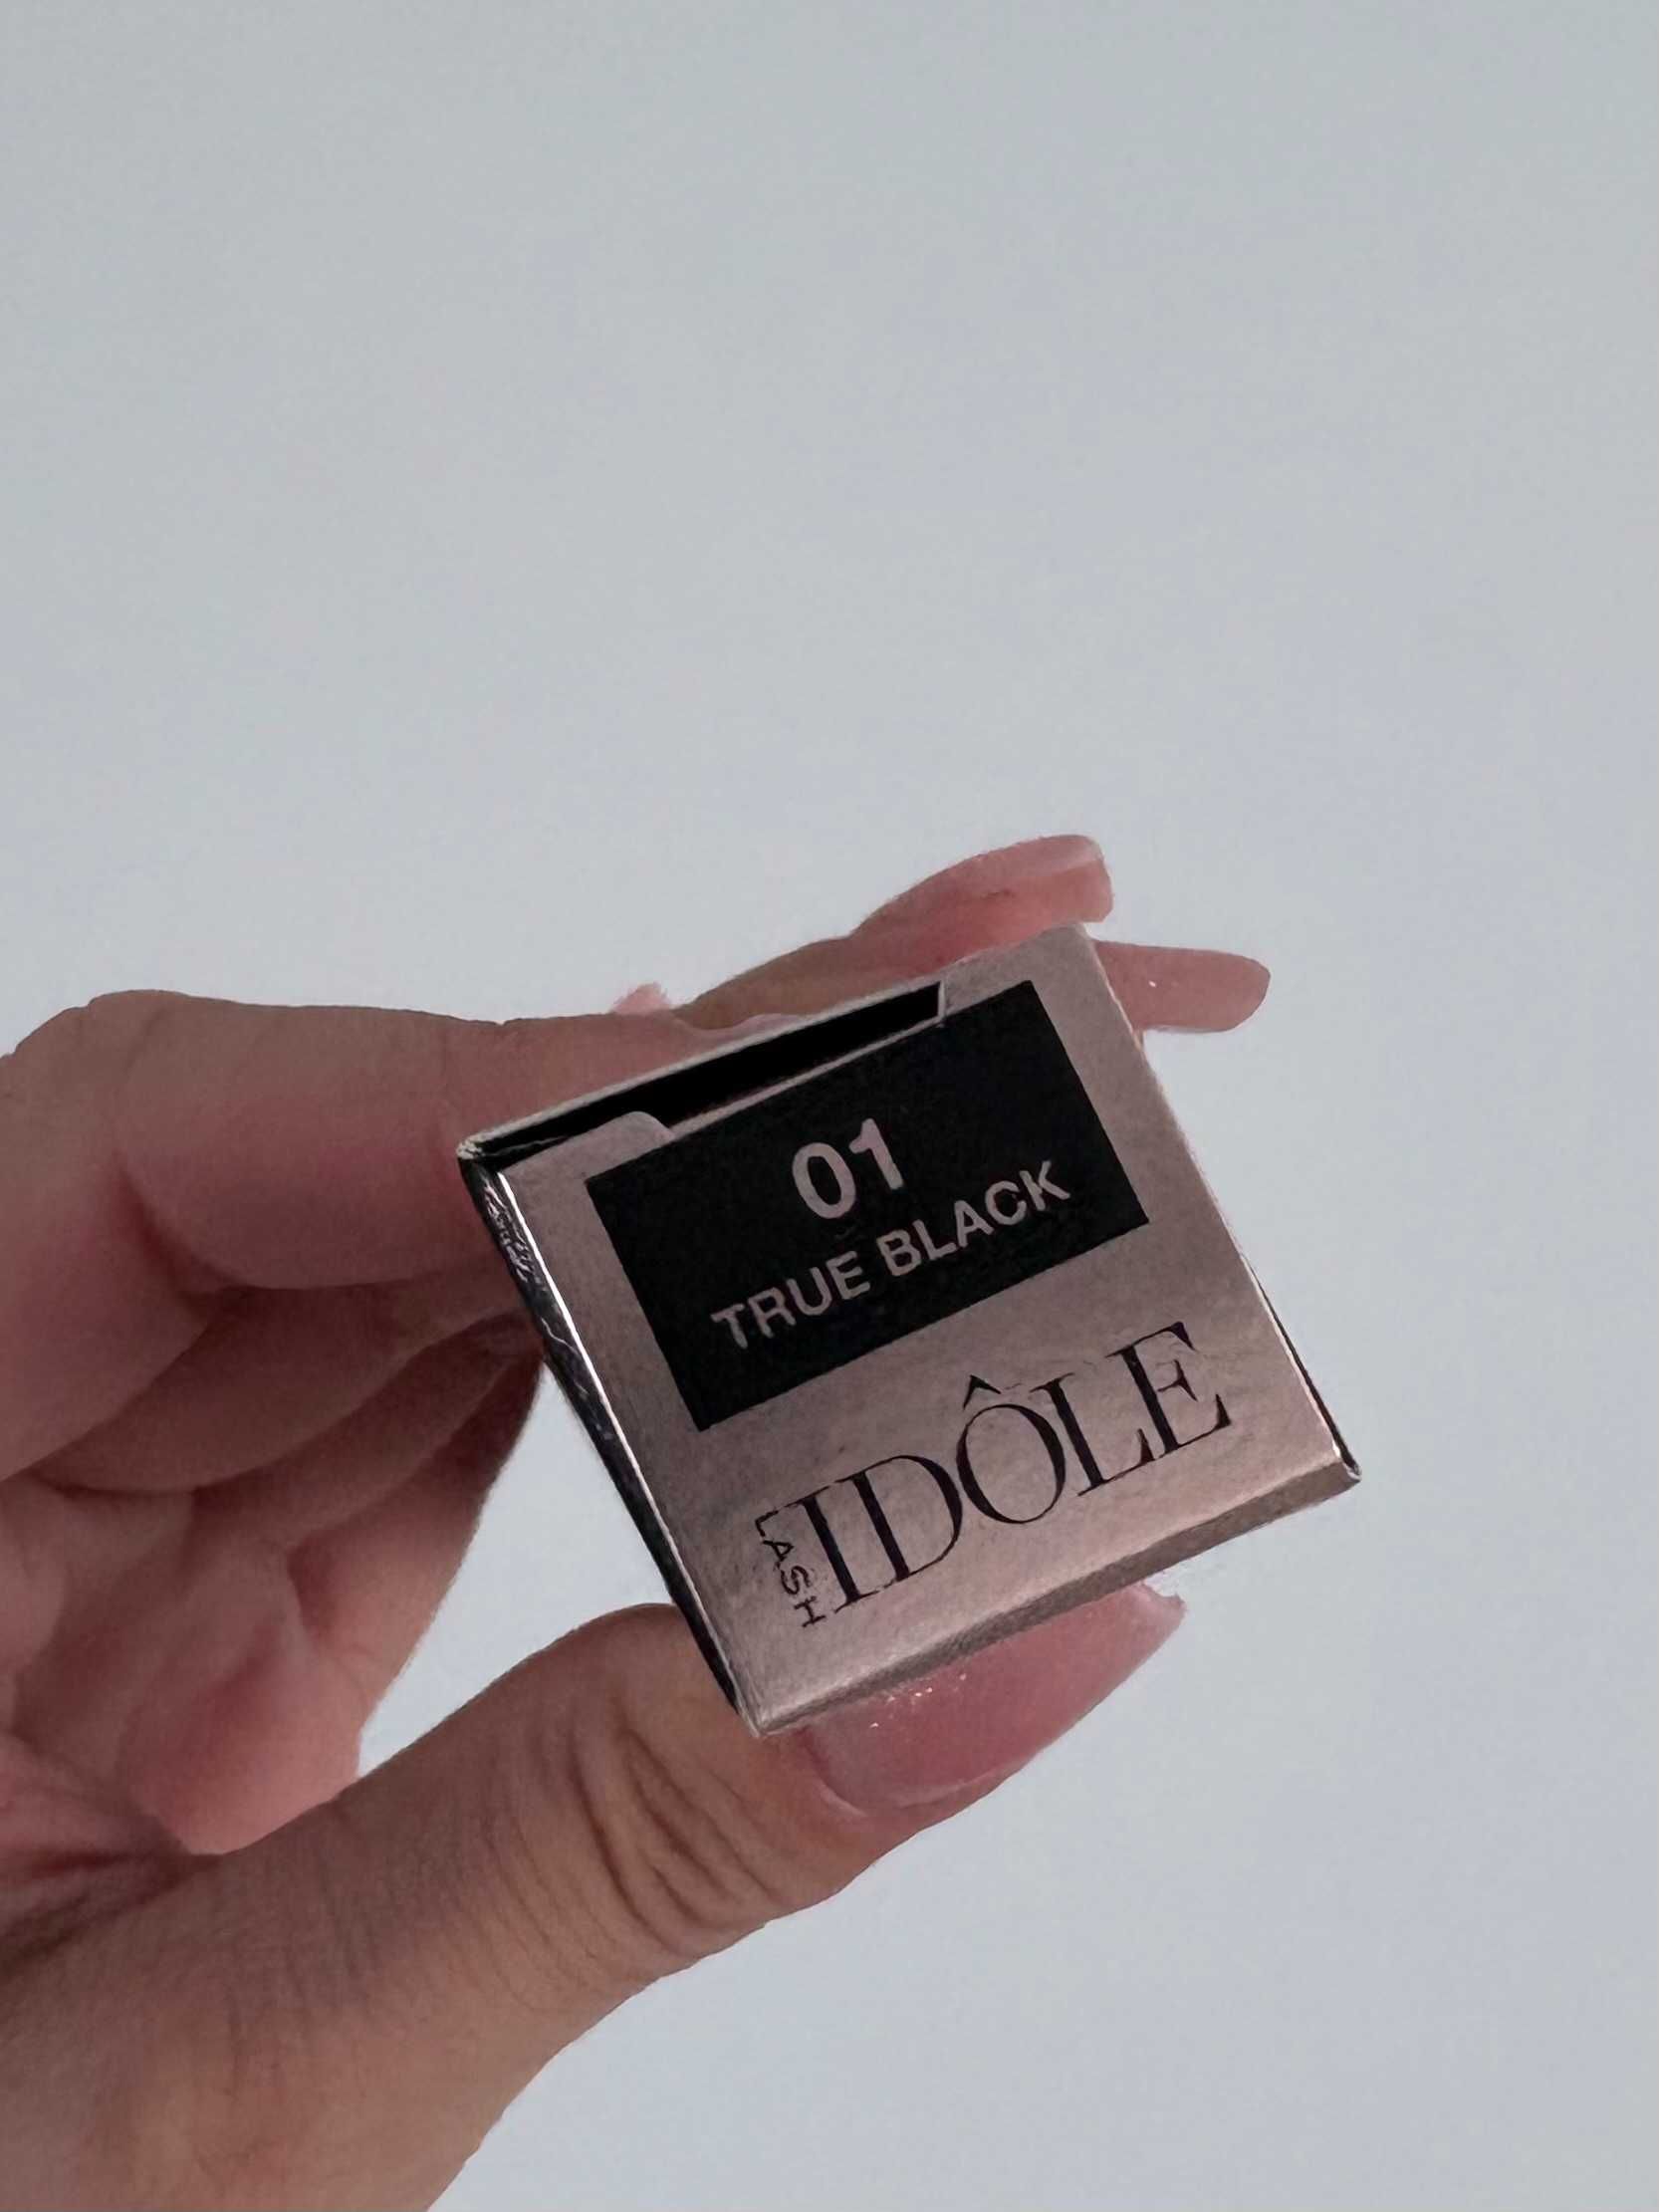 01
TRUE BLACK
LASH
IDÔLE